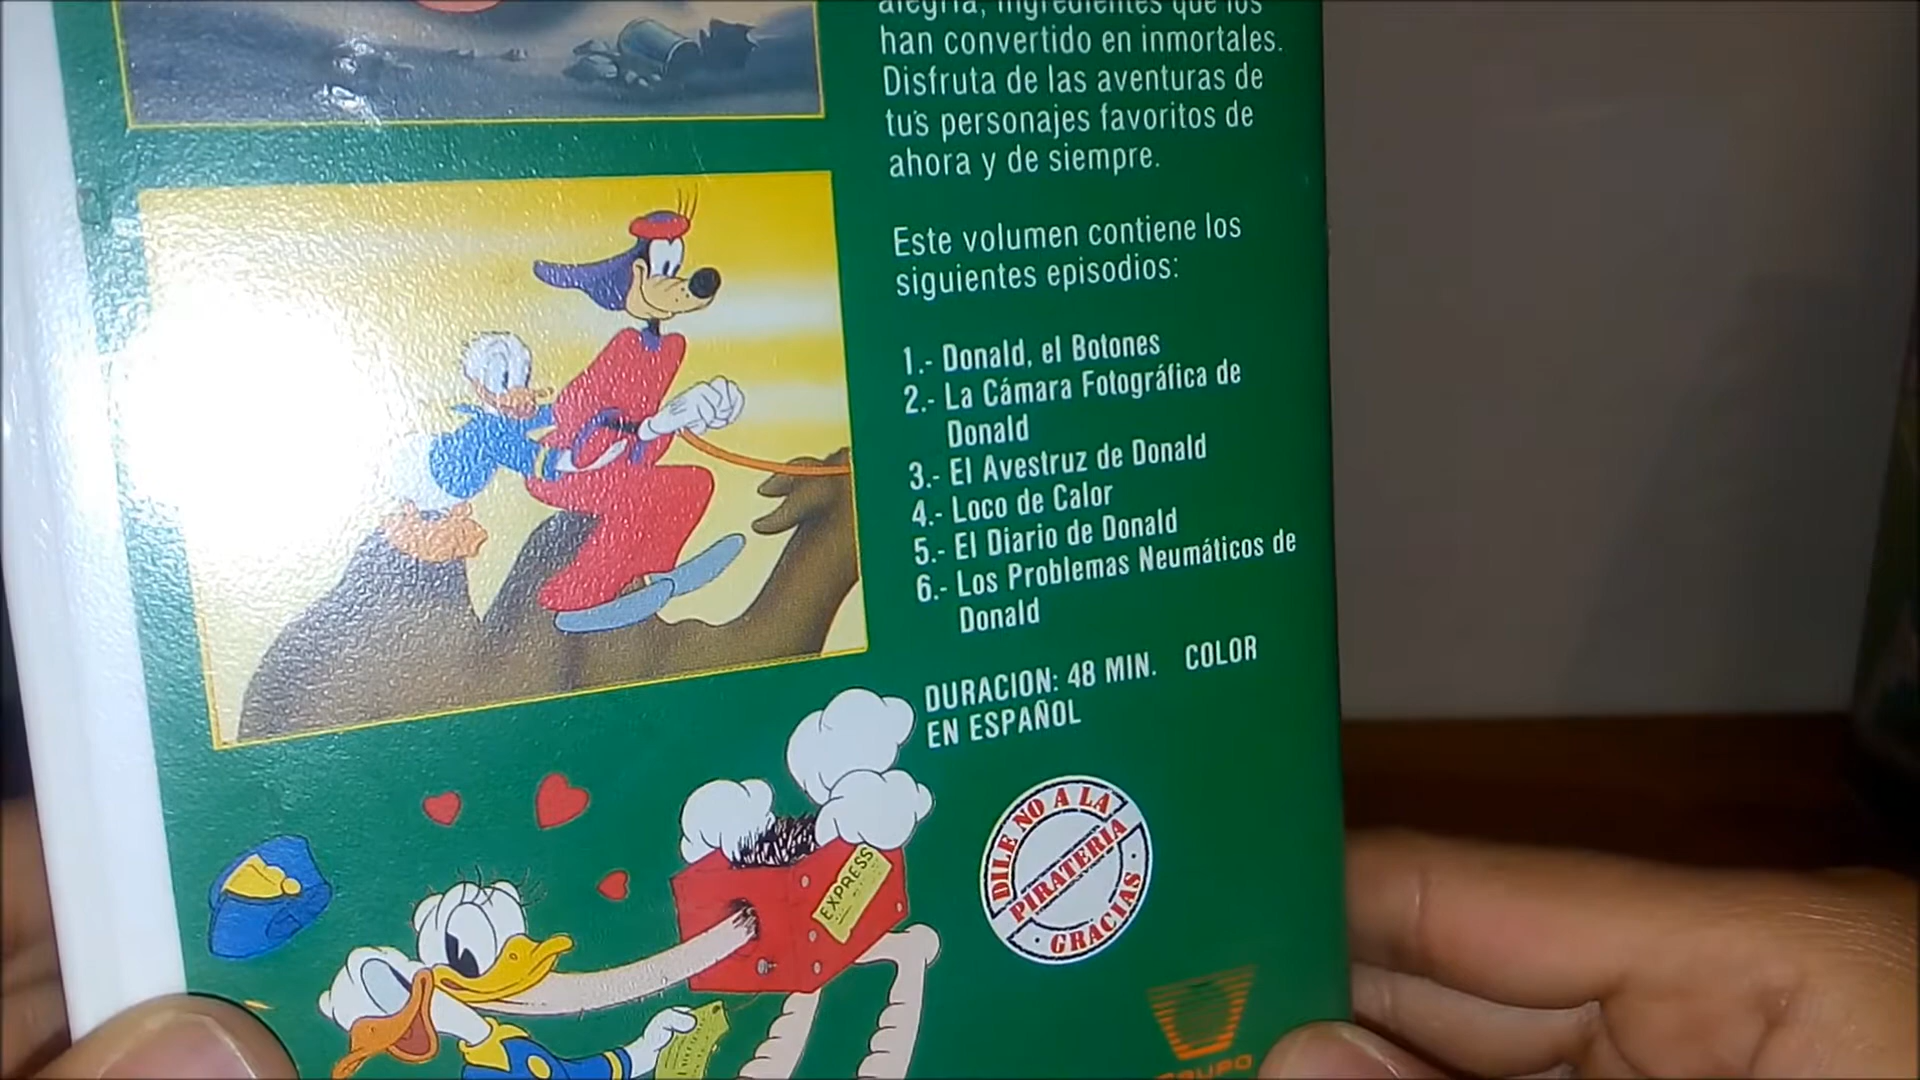 alegría, ingredientes que los
han convertido en inmortales.
Disfruta de las aventuras de
tus personajes favoritos de
ahora y de siempre.
Este volumen contiene los
siguientes episodios:
1.- Donald, el Botones
2.- La Cámara Fotográfica de
Donald
3.- El Avestruz de Donald
4.- Loco de Calor
5.- El Diario de Donald
6.- Los Problemas Neumáticos de
Donald
DURACION: 48 MIN. COLOR
EN ESPAÑOL
EXPRESS
DILE NO A LA
PIRATERIA
· GRACIAS ·
GRUPO